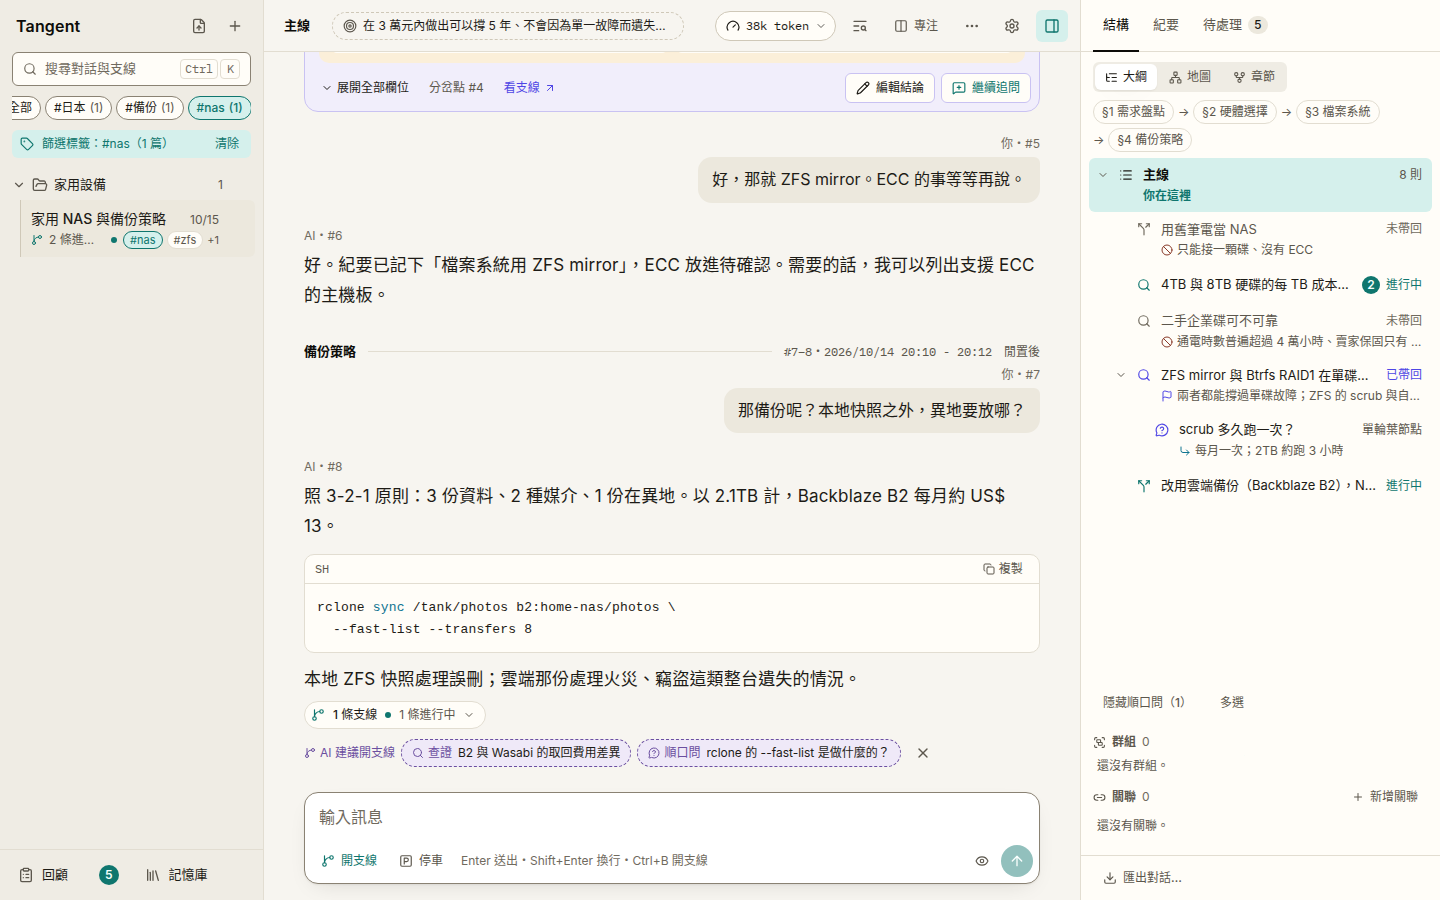 Tangent
搜尋對話與支線 Ctrl K
全部 #日本 (1) #備份 (1) #nas (1)
篩選標籤：#nas（1 篇） 清除
家用設備 1
家用 NAS 與備份策略 10/15
2 條進... #nas #zfs +1
回顧 5 記憶庫
主線 在 3 萬元內做出可以撐 5 年、不會因為單一故障而遺失... 38k token 專注
展開全部欄位 分岔點 #4 看支線 編輯結論 繼續追問
你・#5
好，那就 ZFS mirror。ECC 的事等等再說。
AI・#6
好。紀要已記下「檔案系統用 ZFS mirror」，ECC 放進待確認。需要的話，我可以列出支援 ECC
的主機板。
備份策略 #7–8・2026/10/14 20:10 - 20:12 閒置後
你・#7
那備份呢？本地快照之外，異地要放哪？
AI・#8
照 3-2-1 原則：3 份資料、2 種媒介、1 份在異地。以 2.1TB 計，Backblaze B2 每月約 US$
13。
SH 複製
rclone sync /tank/photos b2:home-nas/photos \
--fast-list --transfers 8
本地 ZFS 快照處理誤刪；雲端那份處理火災、竊盜這類整台遺失的情況。
1 條支線 1 條進行中
AI 建議開支線 查證 B2 與 Wasabi 的取回費用差異 順口問 rclone 的 --fast-list 是做什麼的？
輸入訊息
開支線 停車 Enter 送出・Shift+Enter 換行・Ctrl+B 開支線
結構 紀要 待處理 5
大綱 地圖 章節
§1 需求盤點 → §2 硬體選擇 → §3 檔案系統
→ §4 備份策略
主線 8 則
你在這裡
用舊筆電當 NAS 未帶回
只能接一顆碟、沒有 ECC
4TB 與 8TB 硬碟的每 TB 成本... 2 進行中
二手企業碟可不可靠 未帶回
通電時數普遍超過 4 萬小時、賣家保固只有 ...
ZFS mirror 與 Btrfs RAID1 在單碟... 已帶回
兩者都能撐過單碟故障；ZFS 的 scrub 與自...
scrub 多久跑一次？ 單輪葉節點
每月一次；2TB 約跑 3 小時
改用雲端備份（Backblaze B2），N... 進行中
隱藏順口問（1） 多選
群組 0
還沒有群組。
關聯 0 新增關聯
還沒有關聯。
匯出對話...